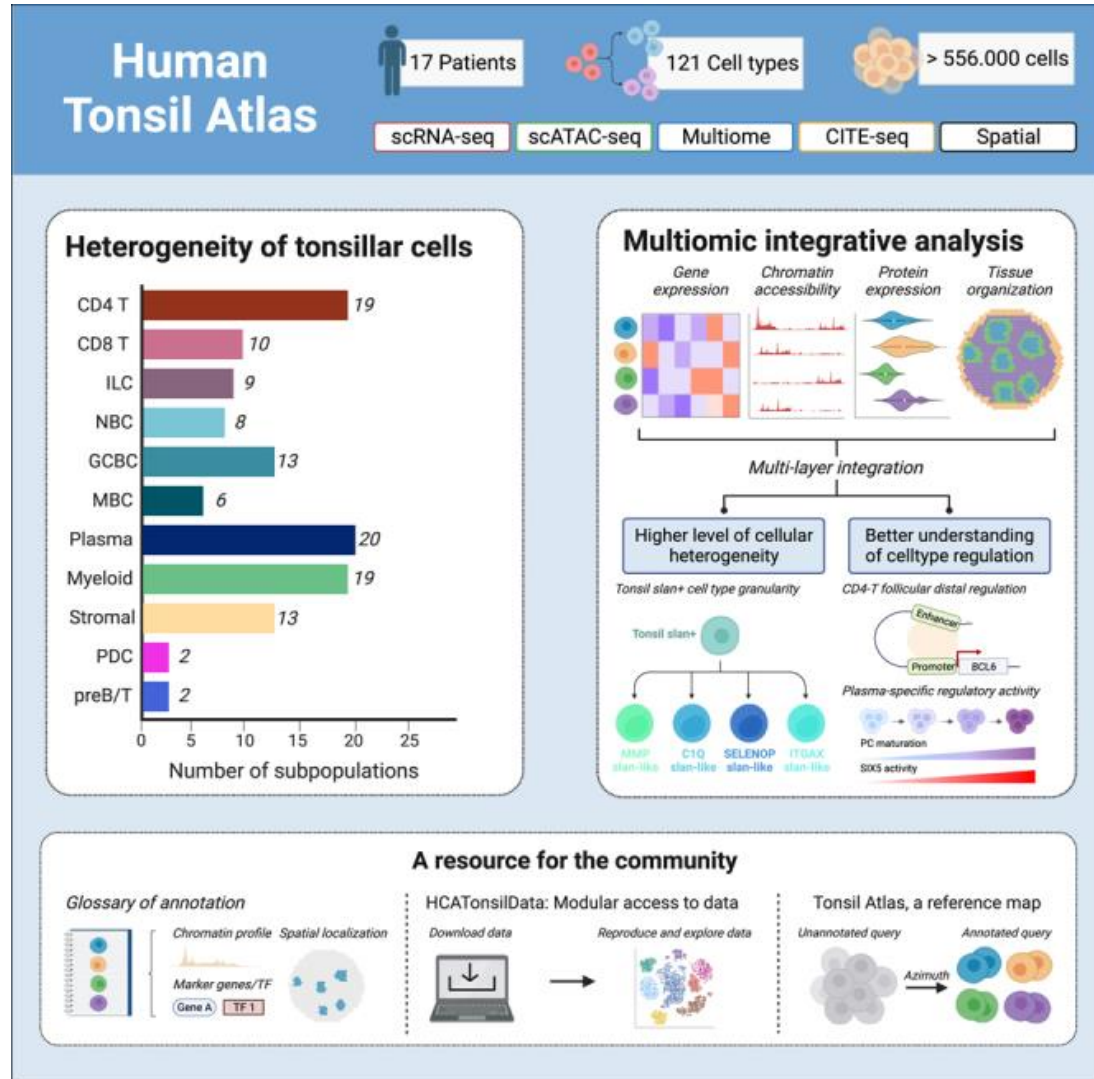 Human
Tonsil Atlas
17 Patients
121 Cell types
> 556.000 cells
scRNA-seq
scATAC-seq
Multiome
CITE-seq
Spatial
Heterogeneity of tonsillar cells
CD4 T
19
CD8 T
10
ILC
9
NBC
8
GCBC
13
MBC
6
Plasma
20
Myeloid
19
Stromal
13
PDC
2
preB/T
2
0 5 10 15 20 25
Number of subpopulations
Multiomic integrative analysis
Gene
expression
Chromatin
accessibility
Protein
expression
Tissue
organization
Multi-layer integration
Higher level of cellular
heterogeneity
Better understanding
of celltype regulation
Tonsil slan+ cell type granularity
Tonsil slan+
MMP
slan-like
C1Q
slan-like
SELENOP
slan-like
ITGAX
slan-like
CD4-T follicular distal regulation
Enhancer
Promoter
BCL6
Plasma-specific regulatory activity
PC maturation
SIX5 activity
A resource for the community
Glossary of annotation
Chromatin profile
Spatial localization
Marker genes/TF
Gene A
TF 1
HCATonsilData: Modular access to data
Download data
Reproduce and explore data
Tonsil Atlas, a reference map
Unannotated query
Annotated query
Azimuth